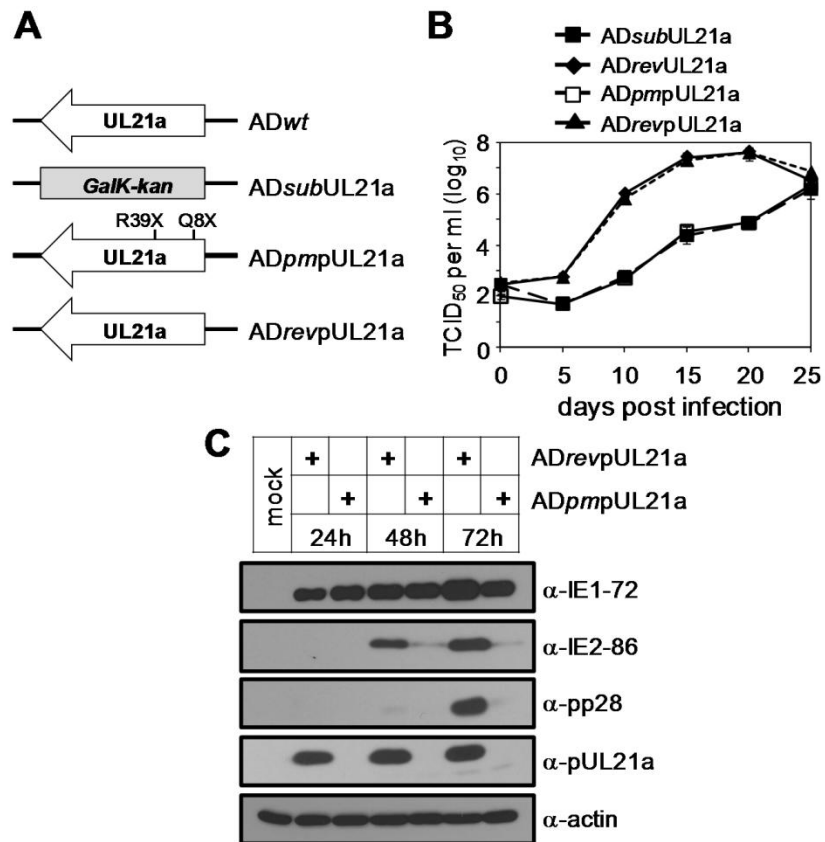 A
UL21a ADwt
GalK-kan ADsubUL21a
R39X Q8X
UL21a ADpmpUL21a
UL21a ADrevpUL21a
B
ADsubUL21a
ADrevUL21a
ADpmpUL21a
ADrevpUL21a
TCID50 per ml (log10)
8
6
4
2
0
0 5 10 15 20 25
days post infection
C
mock
+ + + ADrevpUL21a
+ + + ADpmpUL21a
24h 48h 72h
α-IE1-72
α-IE2-86
α-pp28
α-pUL21a
α-actin